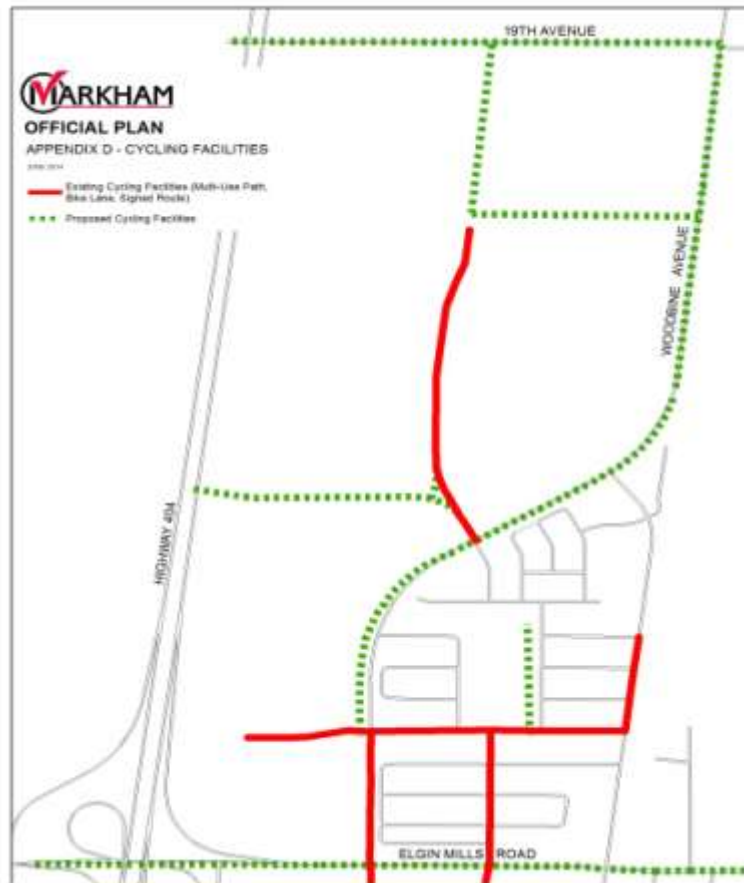 19TH AVENUE
MARKHAM
OFFICIAL PLAN
APPENDIX D - CYCLING FACILITIES
Existing Cycling Facilities (Multi-Use Path,
Bike Lane, Signed Route)
Proposed Cycling Facilities
WOODBINE AVENUE
HIGHWAY 404
ELGIN MILLS ROAD